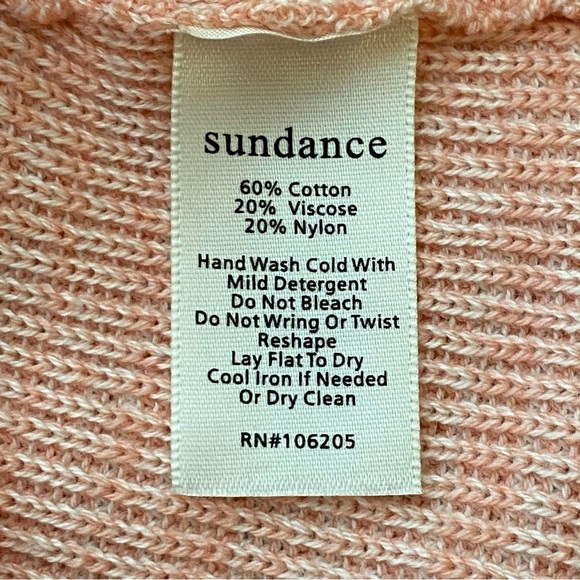 sundance
60% Cotton
20% Viscose
20% Nylon
Hand Wash Cold With
Mild Detergent
Do Not Bleach
Do Not Wring Or Twist
Reshape
Lay Flat To Dry
Cool Iron If Needed
Or Dry Clean
RN#106205